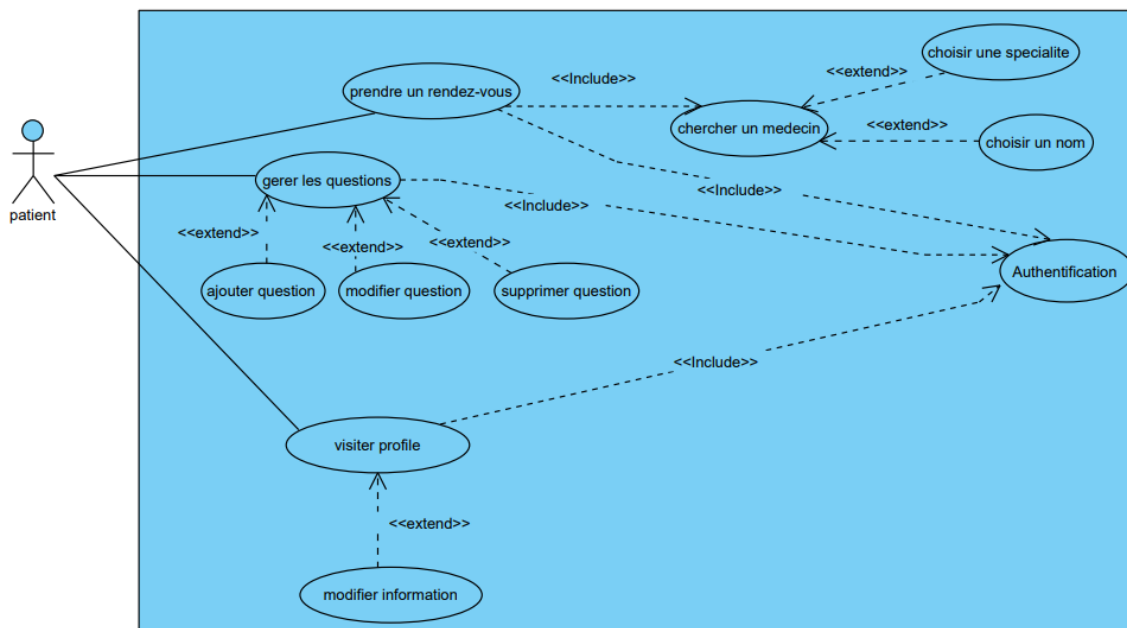 choisir une specialite
<<Include>>
<<extend>>
prendre un rendez-vous
chercher un medecin
<<extend>>
choisir un nom
patient
gerer les questions
<<Include>>
<<Include>>
<<extend>>
<<extend>>
<<extend>>
Authentification
ajouter question
modifier question
supprimer question
<<Include>>
visiter profile
<<extend>>
modifier information